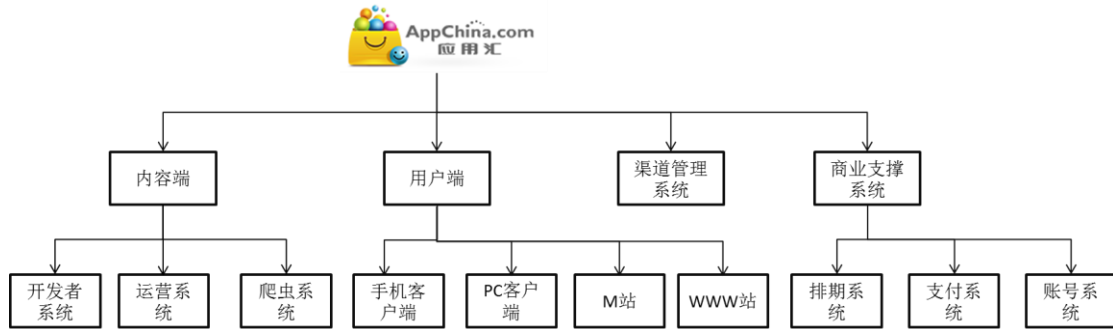 AppChina.com
应用汇
内容端
用户端
渠道管理
系统
商业支撑
系统
开发者
系统
运营系
统
爬虫系
统
手机客
户端
PC客户
端
M站
WWW站
排期系
统
支付系
统
账号系
统